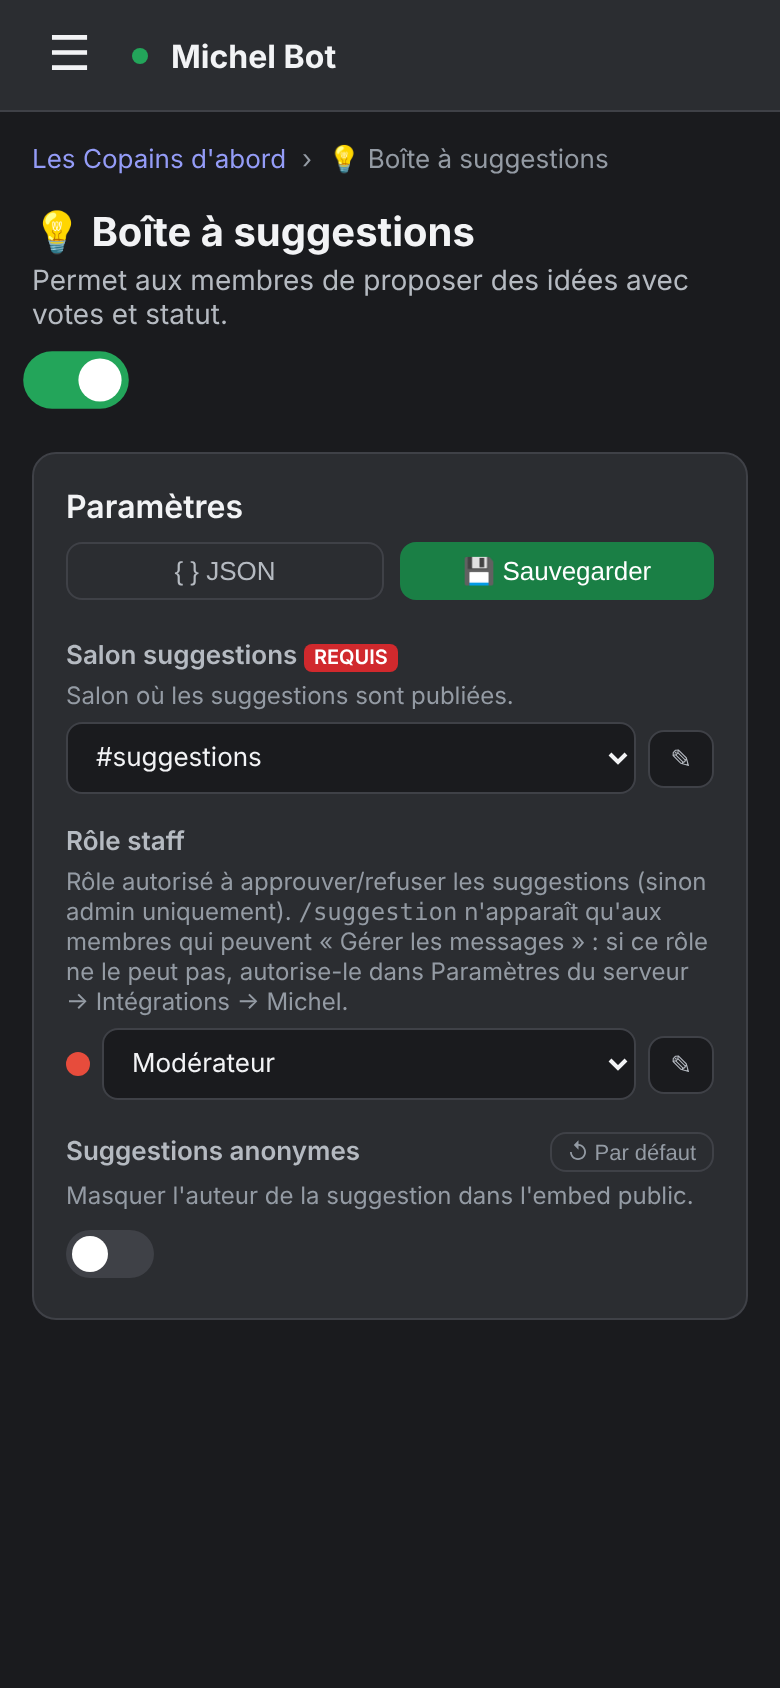 ☰ Michel Bot
Les Copains d'abord › 💡 Boîte à suggestions
💡 Boîte à suggestions
Permet aux membres de proposer des idées avec
votes et statut.
Paramètres
{ } JSON
💾 Sauvegarder
Salon suggestions REQUIS
Salon où les suggestions sont publiées.
#suggestions
✎
Rôle staff
Rôle autorisé à approuver/refuser les suggestions (sinon
admin uniquement). /suggestion n'apparaît qu'aux
membres qui peuvent « Gérer les messages » : si ce rôle
ne le peut pas, autorise-le dans Paramètres du serveur
→ Intégrations → Michel.
Modérateur
✎
Suggestions anonymes
↺ Par défaut
Masquer l'auteur de la suggestion dans l'embed public.